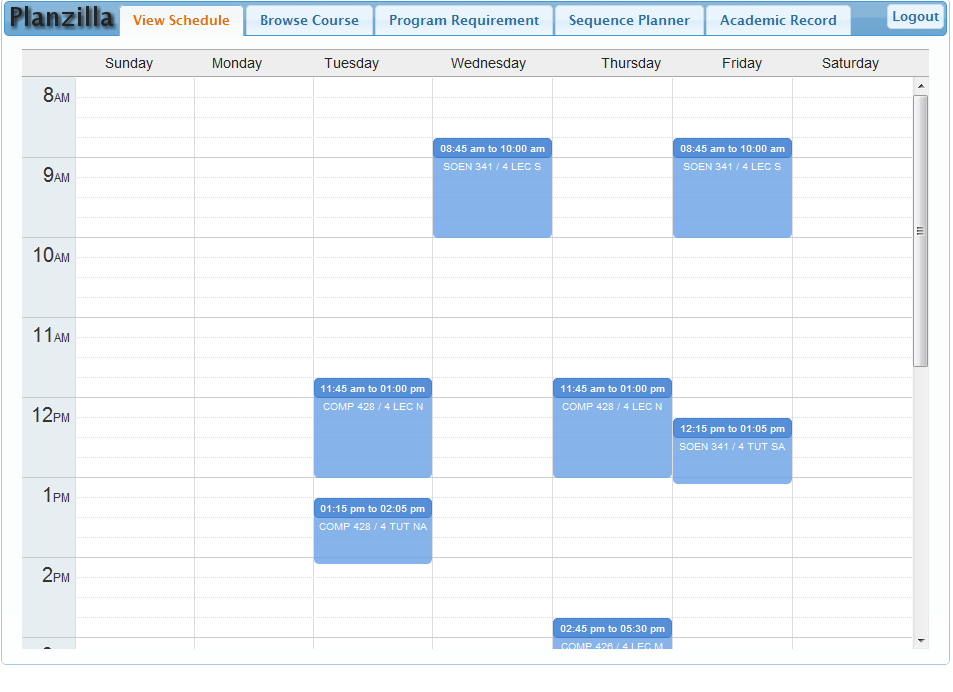 Planzilla
View Schedule
Browse Course
Program Requirement
Sequence Planner
Academic Record
Logout
Sunday Monday Tuesday Wednesday Thursday Friday Saturday
8AM
08:45 am to 10:00 am
SOEN 341 / 4 LEC S
08:45 am to 10:00 am
SOEN 341 / 4 LEC S
9AM
10AM
11AM
11:45 am to 01:00 pm
COMP 428 / 4 LEC N
11:45 am to 01:00 pm
COMP 428 / 4 LEC N
12PM
12:15 pm to 01:05 pm
SOEN 341 / 4 TUT SA
1PM
01:15 pm to 02:05 pm
COMP 428 / 4 TUT NA
2PM
02:45 pm to 05:30 pm
COMP 426 / 4 LEC M